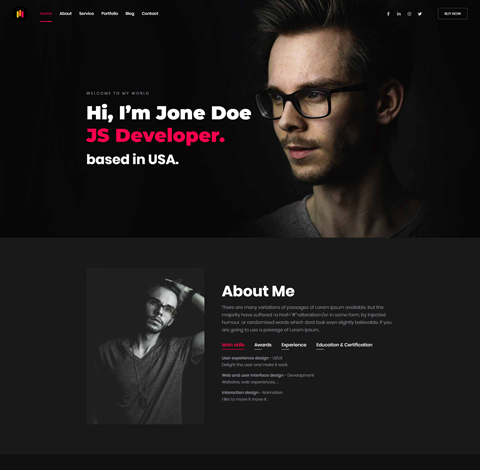 Home About Service Portfolio Blog Contact
BUY NOW
WELCOME TO MY WORLD
Hi, I'm Jone Doe
JS Developer.
based in USA.
About Me
There are many variations of passages of Lorem Ipsum available, but the
majority have suffered <a href="#">alteration</a> in some form, by injected
humour, or randomised words which dont look even slightly believable. If you
are going to use a passage of Lorem Ipsum.
Main skills Awards Experience Education & Certification
User experience design - UI/UX
Delight the user and make it work.
Web and user interface design - Development
Websites, web experiences, ...
Interaction design - Animation
I like to move it move it.